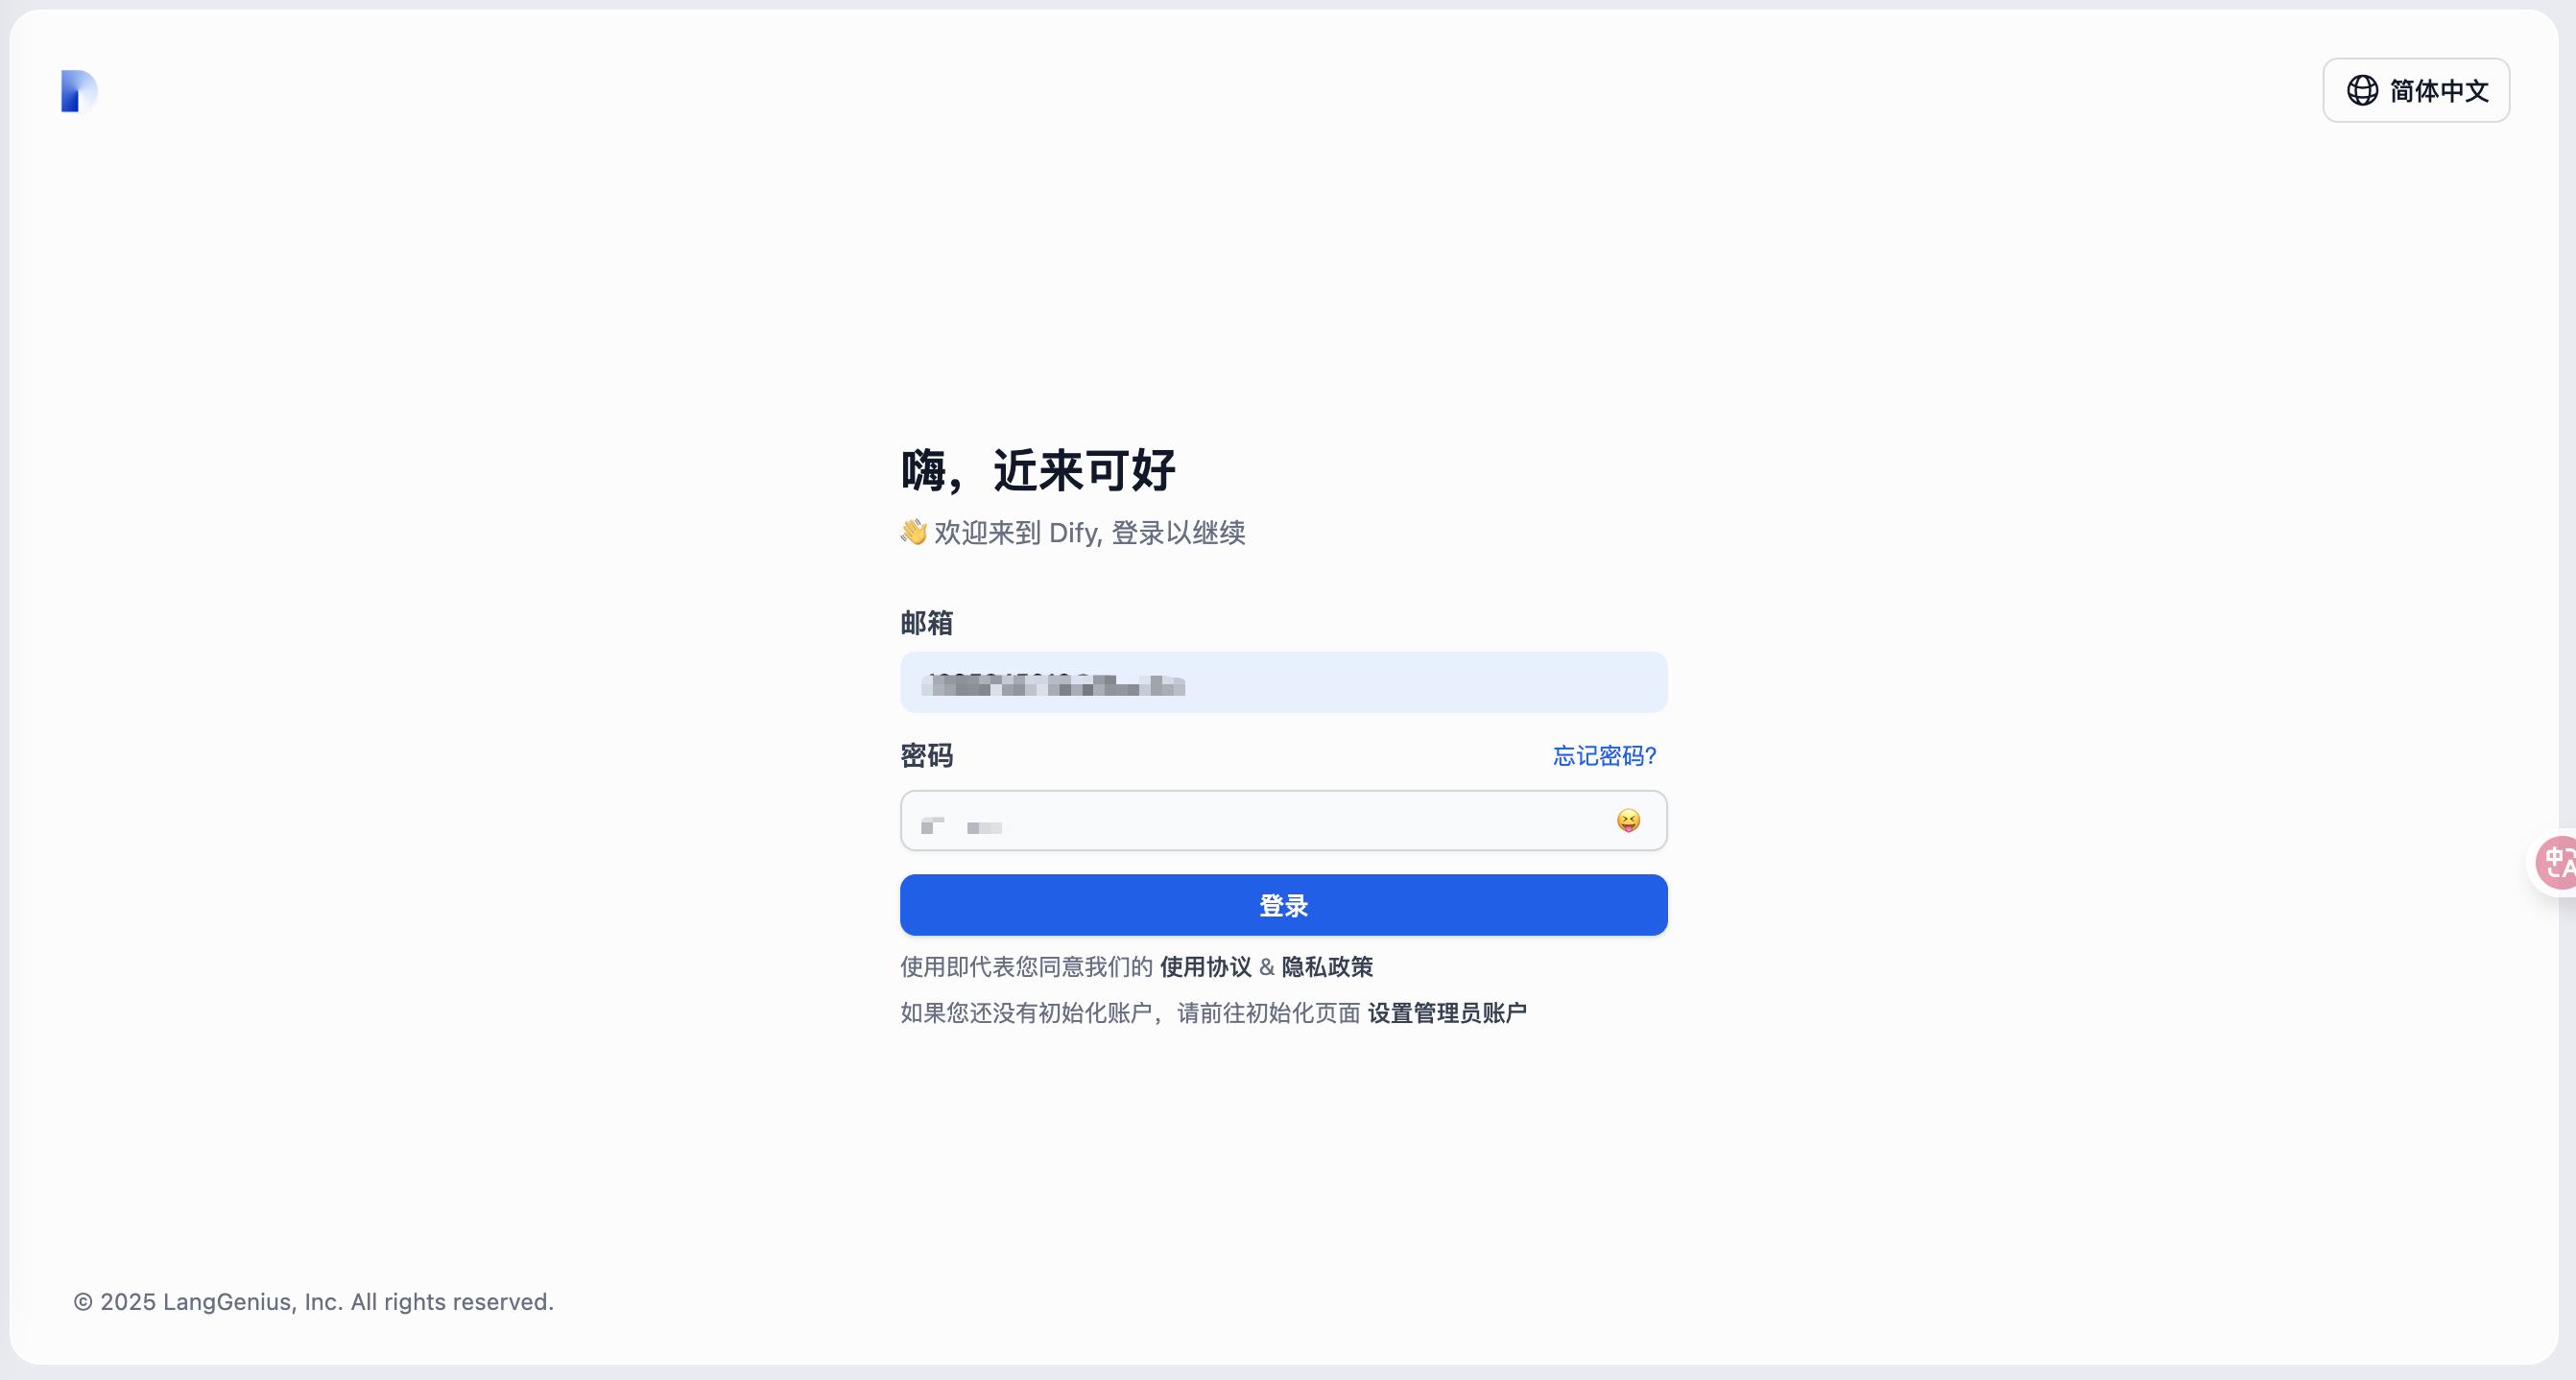 简体中文
嗨，近来可好
👋 欢迎来到 Dify, 登录以继续
邮箱
密码
忘记密码?
登录
使用即代表您同意我们的 使用协议 & 隐私政策
如果您还没有初始化账户，请前往初始化页面 设置管理员账户
© 2025 LangGenius, Inc. All rights reserved.